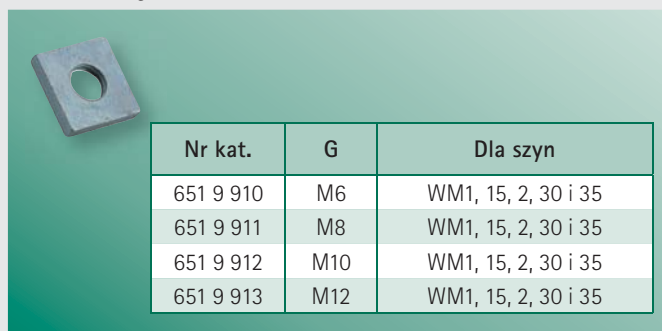 Nr kat. G Dla szyn
651 9 910 M6 WM1, 15, 2, 30 i 35
651 9 911 M8 WM1, 15, 2, 30 i 35
651 9 912 M10 WM1, 15, 2, 30 i 35
651 9 913 M12 WM1, 15, 2, 30 i 35